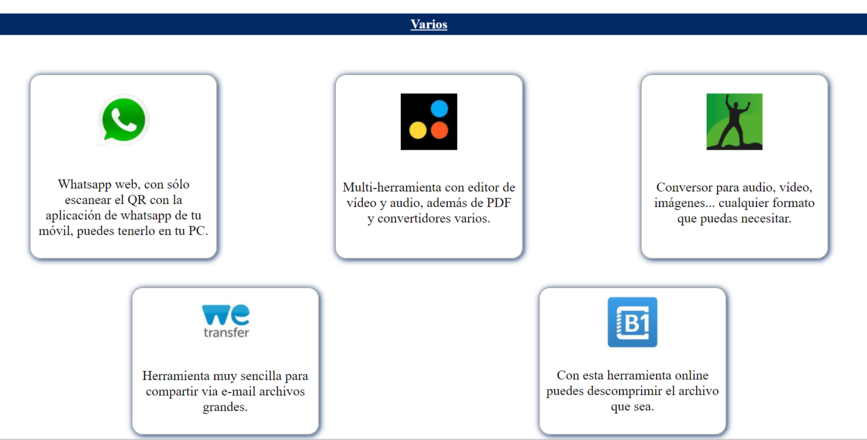 Varios
Whatsapp web, con sólo
escanear el QR con la
aplicación de whatsapp de tu
móvil, puedes tenerlo en tu PC.
Multi-herramienta con editor de
vídeo y audio, además de PDF
y convertidores varios.
Conversor para audio, vídeo,
imágenes... cualquier formato
que puedas necesitar.
we
transfer
Herramienta muy sencilla para
compartir via e-mail archivos
grandes.
B1
Con esta herramienta online
puedes descomprimir el archivo
que sea.